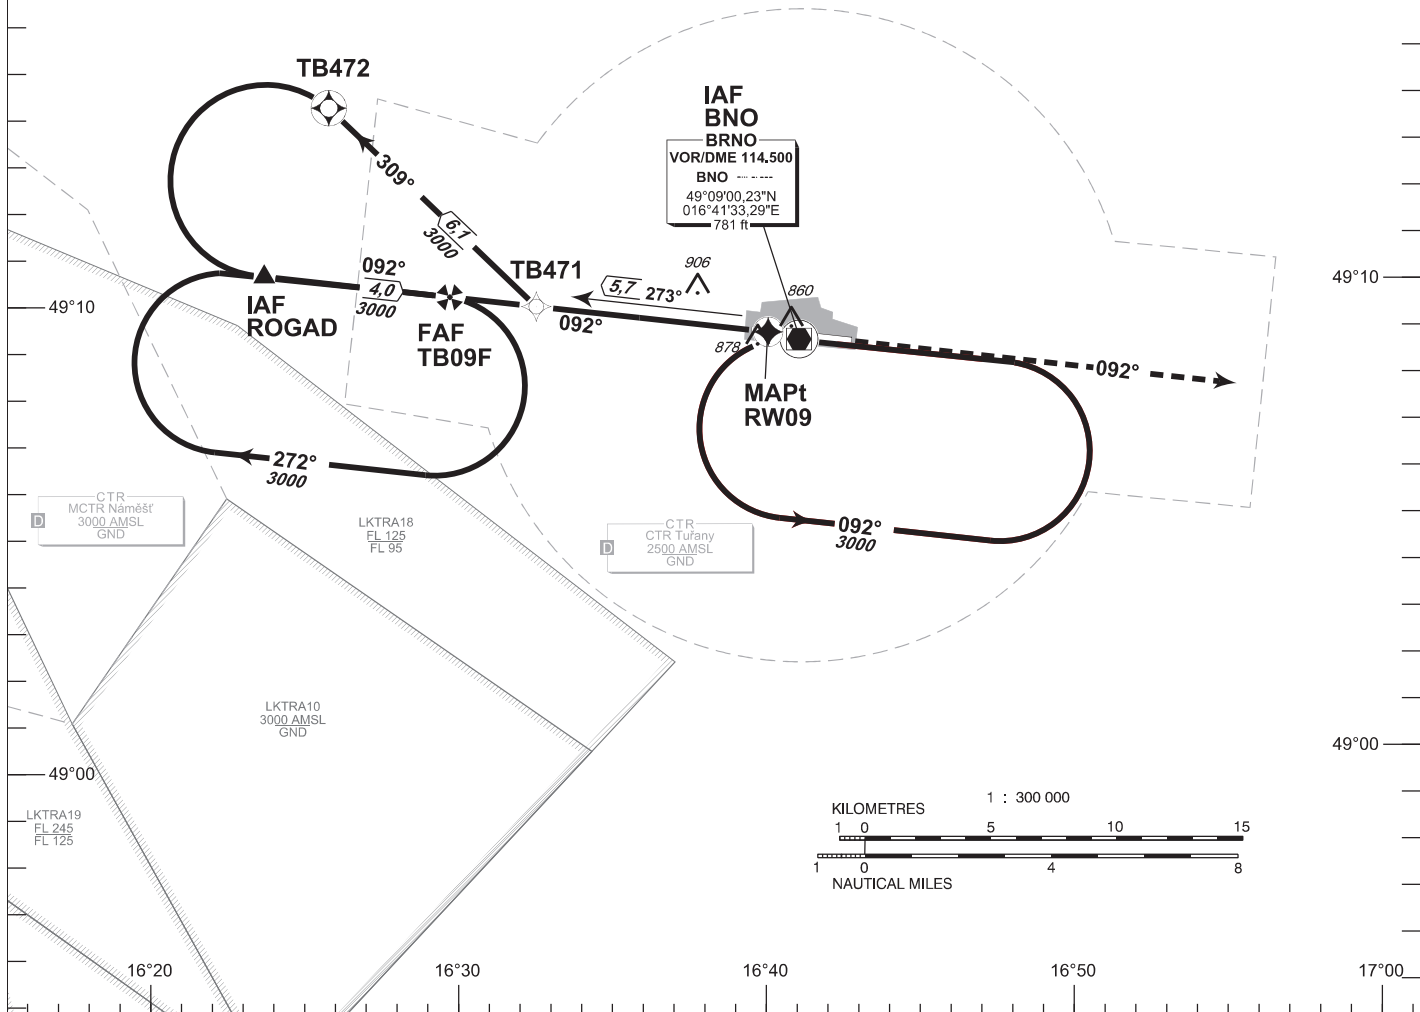 TB472
IAF
BNO
BRNO
VOR/DME 114.500
BNO
49°09'00,23"N
016°41'33,29"E
781 ft
309°
6,1
3000
092°
4,0
3000
TB471
5,7 273°
906
860
49°10
49°10
IAF
ROGAD
FAF
TB09F
092°
878
MAPt
RW09
092°
272°
3000
092°
3000
CTR
MCTR Náměšť
3000 AMSL
GND
D
LKTRA18
FL 125
FL 95
CTR
CTR Tuřany
2500 AMSL
GND
D
LKTRA10
3000 AMSL
GND
49°00
49°00
LKTRA19
FL 245
FL 125
1 : 300 000
KILOMETRES
1 0 5 10 15
1 0 4 8
NAUTICAL MILES
16°20 16°30 16°40 16°50 17°00